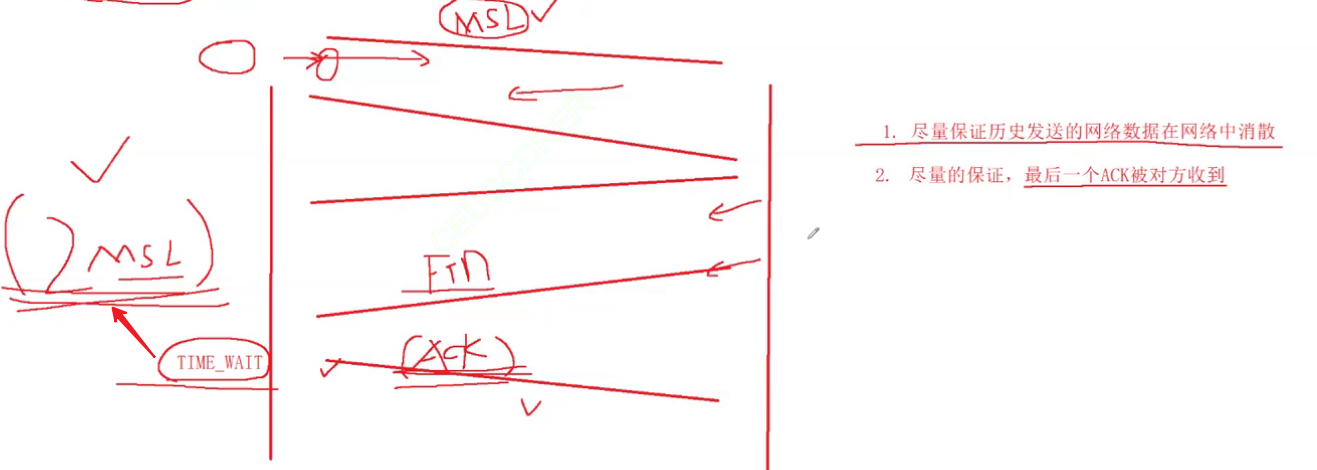 MSL
1. 尽量保证历史发送的网络数据在网络中消散
2. 尽量的保证，最后一个ACK被对方收到
2MSL
FIN
(ACK)
TIME_WAIT